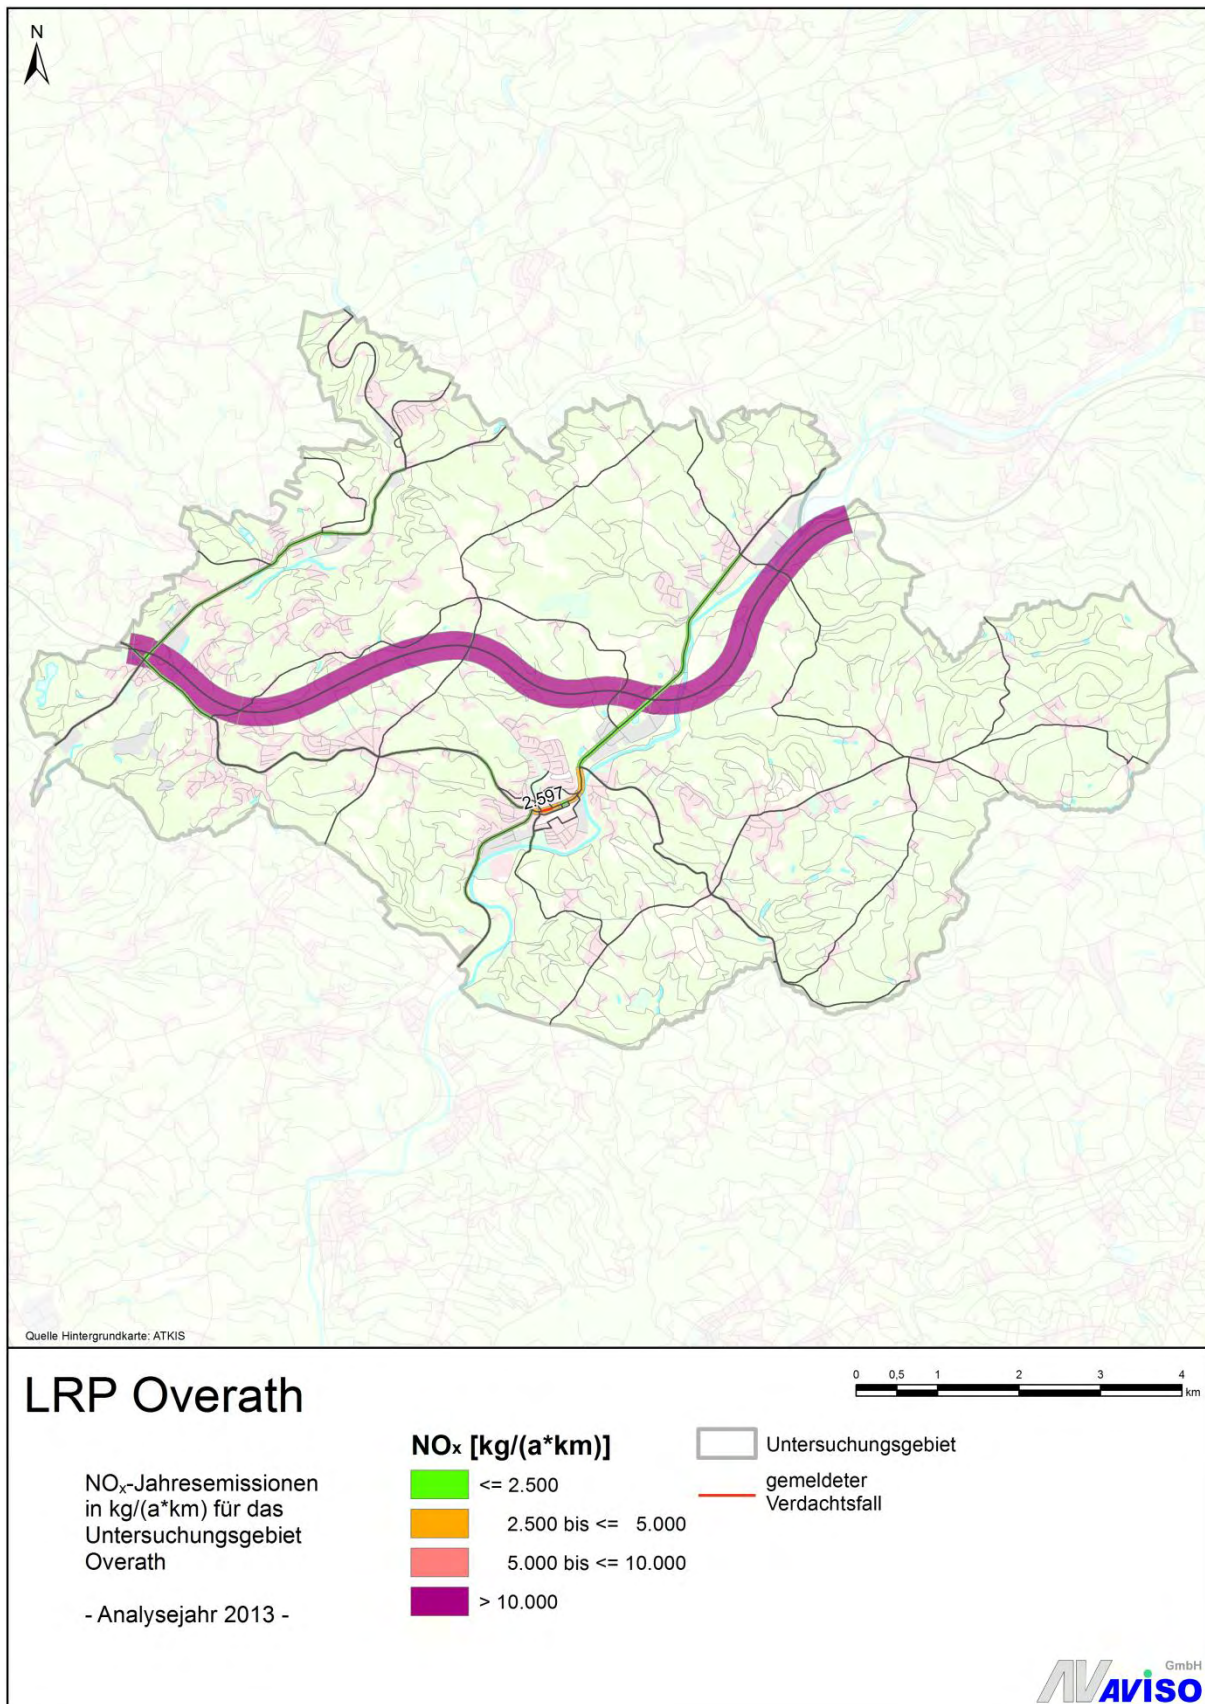 N
2.597
Quelle Hintergrundkarte: ATKIS
LRP Overath
0 0,5 1 2 3 4
km
NOₓ-Jahresemissionen
in kg/(a*km) für das
Untersuchungsgebiet
Overath
- Analysejahr 2013 -
NOₓ [kg/(a*km)]
<= 2.500
2.500 bis <= 5.000
5.000 bis <= 10.000
> 10.000
Untersuchungsgebiet
gemeldeter
Verdachtsfall
GmbH
AVISO